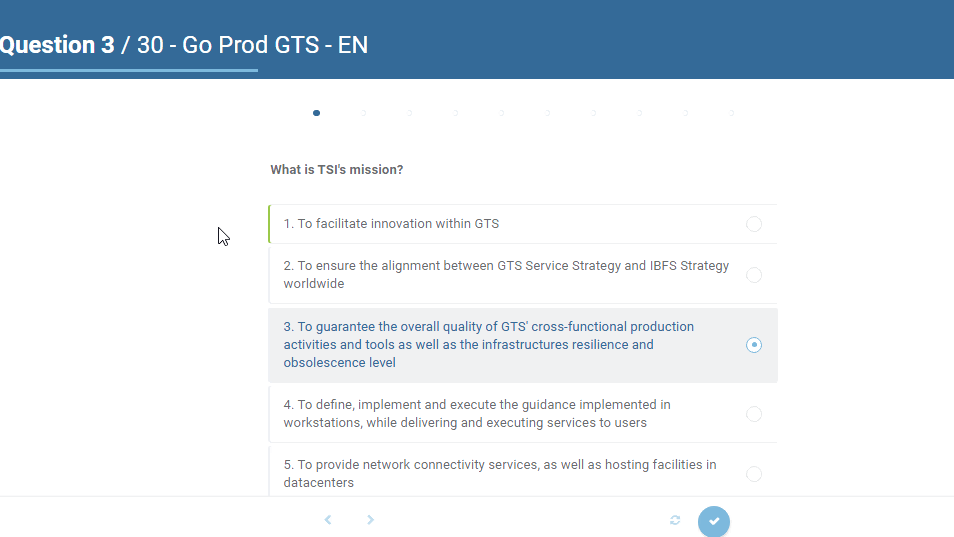 Question 3 / 30 - Go Prod GTS - EN
What is TSI's mission?
1. To facilitate innovation within GTS
2. To ensure the alignment between GTS Service Strategy and IBFS Strategy
worldwide
3. To guarantee the overall quality of GTS' cross-functional production
activities and tools as well as the infrastructures resilience and
obsolescence level
4. To define, implement and execute the guidance implemented in
workstations, while delivering and executing services to users
5. To provide network connectivity services, as well as hosting facilities in
datacenters